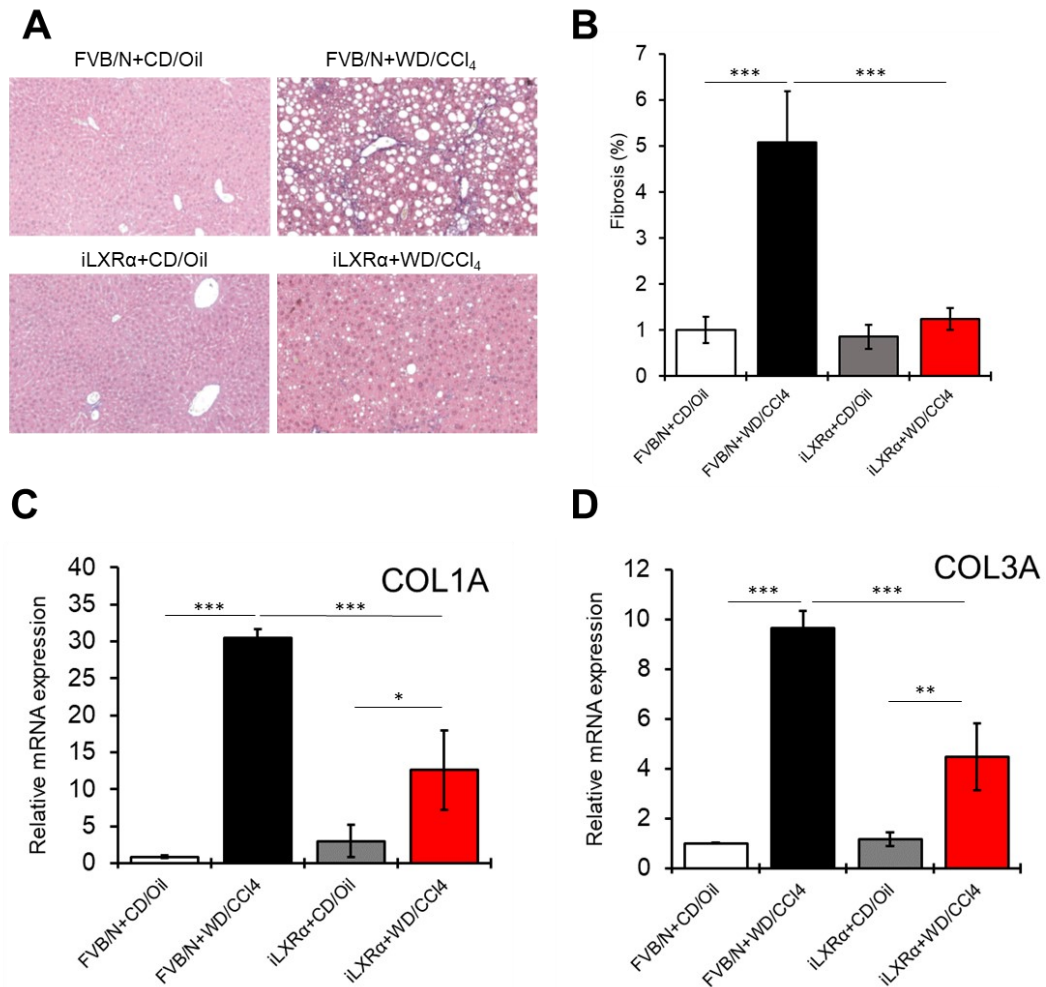 A
FVB/N+CD/Oil
FVB/N+WD/CCl₄
iLXRα+CD/Oil
iLXRα+WD/CCl₄
B
Fibrosis (%)
7
6
5
4
3
2
1
0
***
***
FVB/N+CD/Oil
FVB/N+WD/CCl4
iLXRα+CD/Oil
iLXRα+WD/CCl4
C
COL1A
Relative mRNA expression
40
35
30
25
20
15
10
5
0
***
***
*
FVB/N+CD/Oil
FVB/N+WD/CCl4
iLXRα+CD/Oil
iLXRα+WD/CCl4
D
COL3A
Relative mRNA expression
12
10
8
6
4
2
0
***
***
**
FVB/N+CD/Oil
FVB/N+WD/CCl4
iLXRα+CD/Oil
iLXRα+WD/CCl4